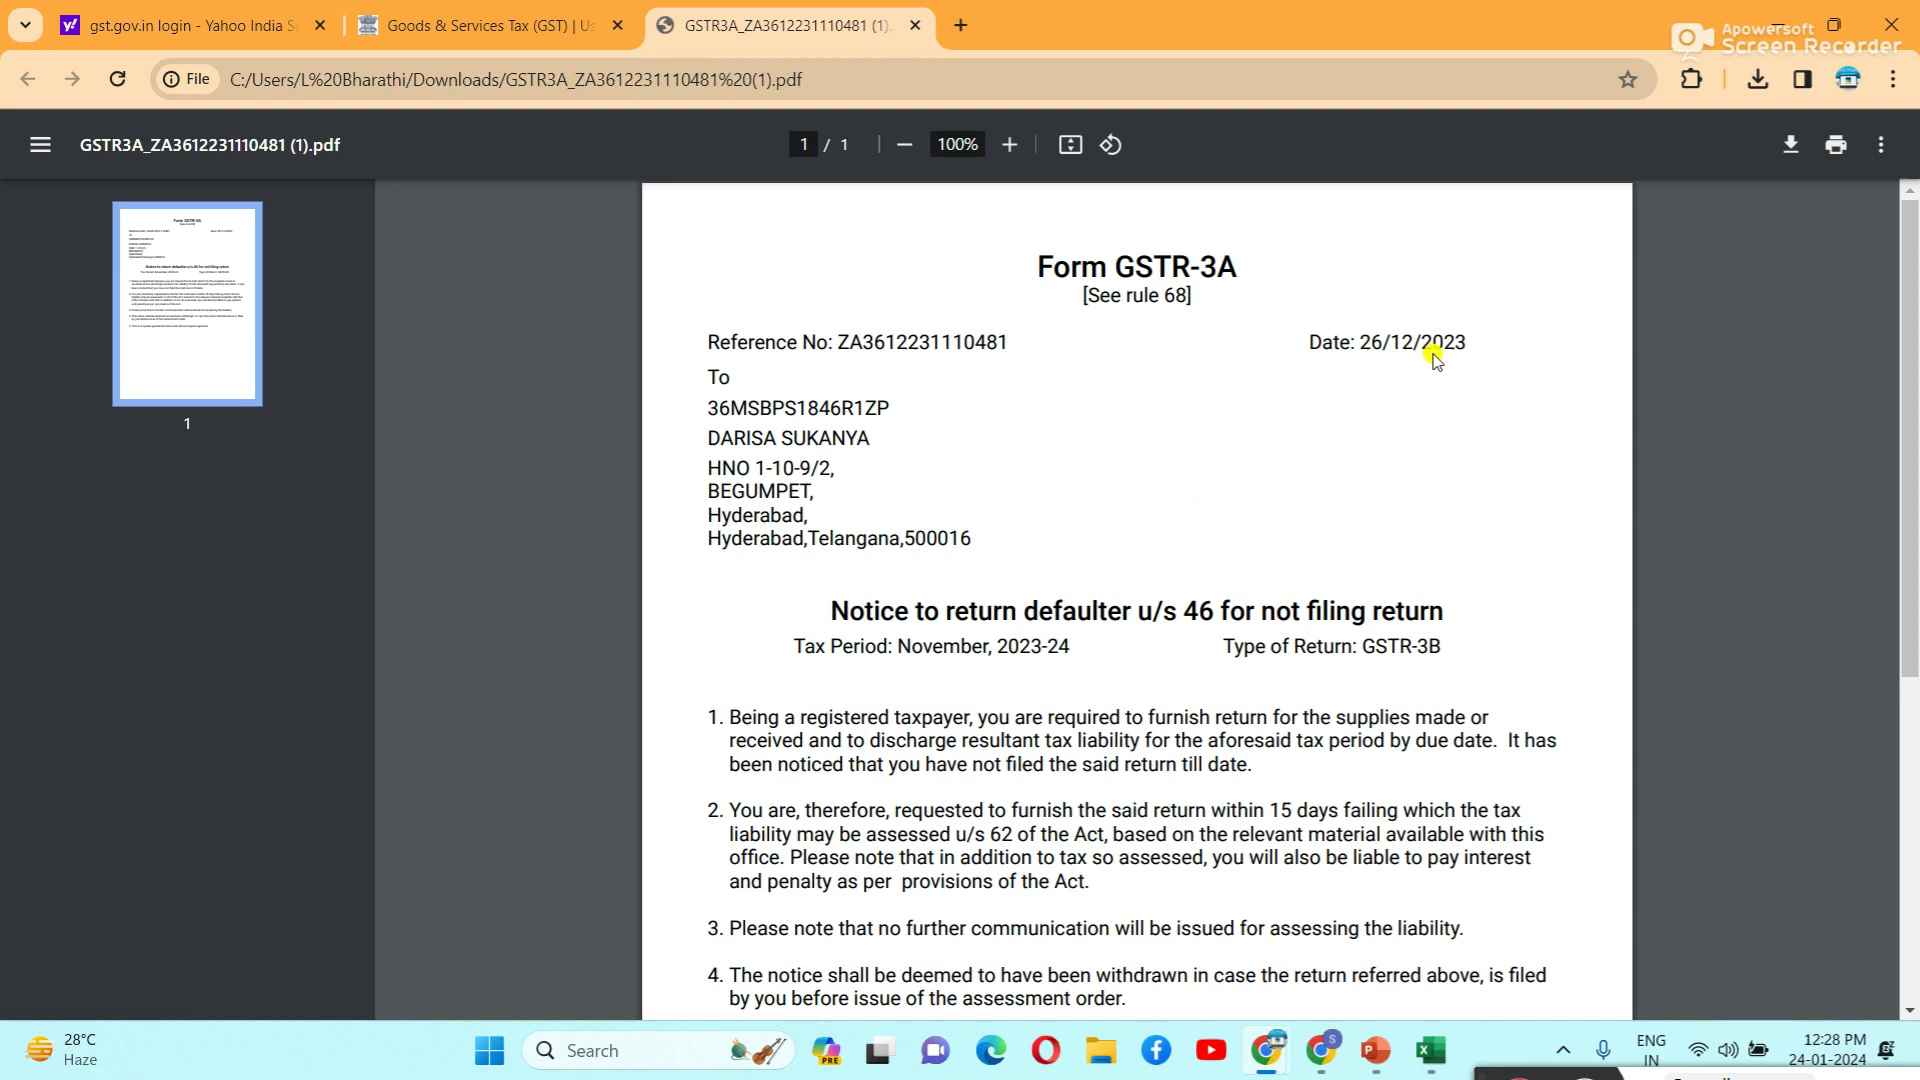 gst.gov.in login - Yahoo India S
Goods & Services Tax (GST) | Us
GSTR3A_ZA3612231110481 (1).
Apowersoft
Screen Recorder
File
C:/Users/L%20Bharathi/Downloads/GSTR3A_ZA3612231110481%20(1).pdf
GSTR3A_ZA3612231110481 (1).pdf
1 / 1
100%
1
Form GSTR-3A
[See rule 68]
Reference No: ZA3612231110481
Date: 26/12/2023
To
36MSBPS1846R1ZP
DARISA SUKANYA
HNO 1-10-9/2,
BEGUMPET,
Hyderabad,
Hyderabad,Telangana,500016
Notice to return defaulter u/s 46 for not filing return
Tax Period: November, 2023-24
Type of Return: GSTR-3B
1. Being a registered taxpayer, you are required to furnish return for the supplies made or
received and to discharge resultant tax liability for the aforesaid tax period by due date. It has
been noticed that you have not filed the said return till date.
2. You are, therefore, requested to furnish the said return within 15 days failing which the tax
liability may be assessed u/s 62 of the Act, based on the relevant material available with this
office. Please note that in addition to tax so assessed, you will also be liable to pay interest
and penalty as per provisions of the Act.
3. Please note that no further communication will be issued for assessing the liability.
4. The notice shall be deemed to have been withdrawn in case the return referred above, is filed
by you before issue of the assessment order.
28°C
Haze
Search
PRE
S
ENG
IN
12:28 PM
24-01-2024